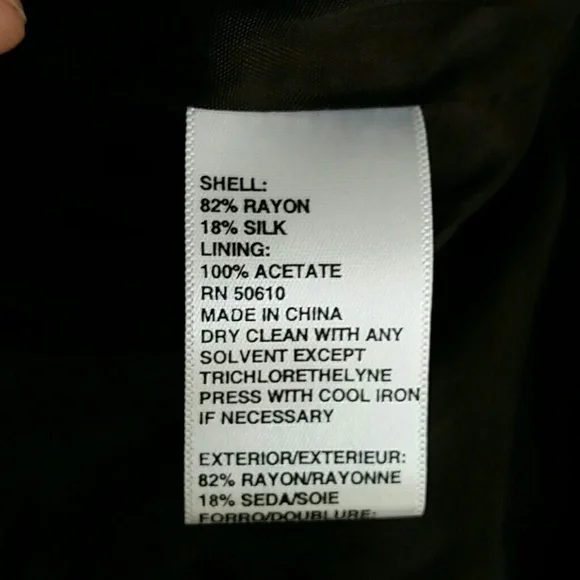 SHELL:
82% RAYON
18% SILK
LINING:
100% ACETATE
RN 50610
MADE IN CHINA
DRY CLEAN WITH ANY
SOLVENT EXCEPT
TRICHLORETHELYNE
PRESS WITH COOL IRON
IF NECESSARY
EXTERIOR/EXTERIEUR:
82% RAYON/RAYONNE
18% SEDA/SOIE
FORRO/DOUBLURE: